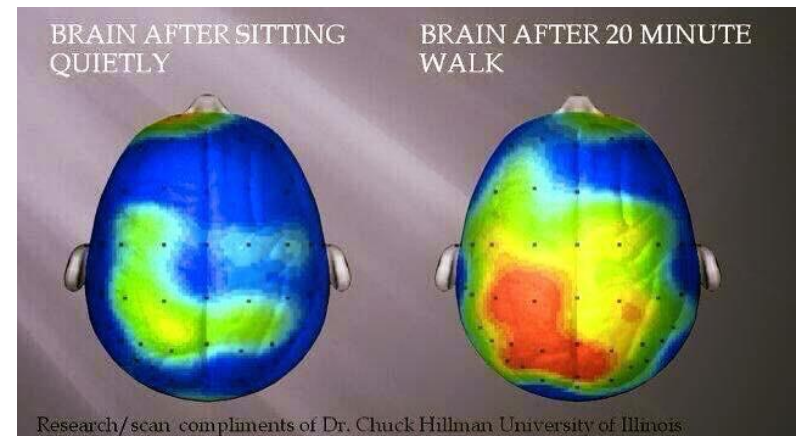 BRAIN AFTER SITTING
QUIETLY
BRAIN AFTER 20 MINUTE
WALK
Research/scan compliments of Dr. Chuck Hillman University of Illinois